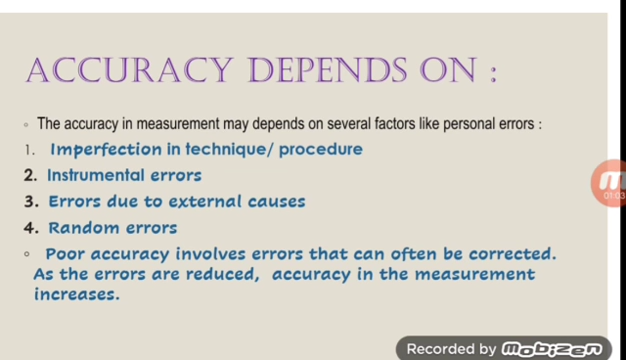 ACCURACY DEPENDS ON :
◦ The accuracy in measurement may depends on several factors like personal errors :
1. Imperfection in technique/ procedure
2. Instrumental errors
3. Errors due to external causes
4. Random errors
◦ Poor accuracy involves errors that can often be corrected.
As the errors are reduced, accuracy in the measurement
increases.
01:03
Recorded by Mobizen